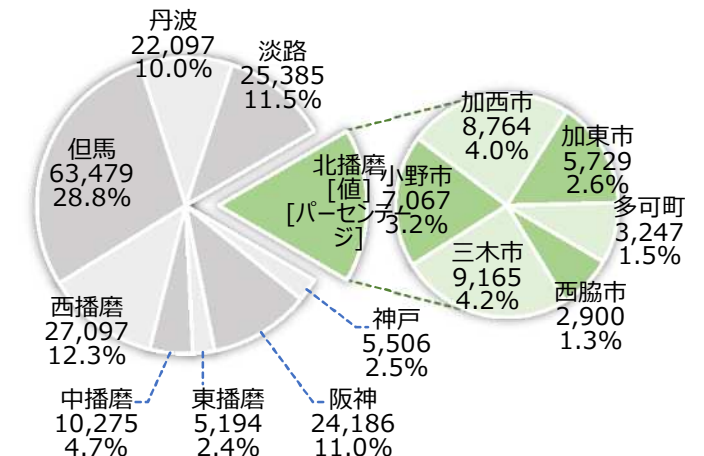 丹波
22,097
10.0%
淡路
25,385
11.5%
但馬
63,479
28.8%
北播磨
[値]
[パーセンテー
ジ]
西播磨
27,097
12.3%
中播磨
10,275
4.7%
東播磨
5,194
2.4%
阪神
24,186
11.0%
神戸
5,506
2.5%
加西市
8,764
4.0%
加東市
5,729
2.6%
小野市
7,067
3.2%
多可町
3,247
1.5%
三木市
9,165
4.2%
西脇市
2,900
1.3%